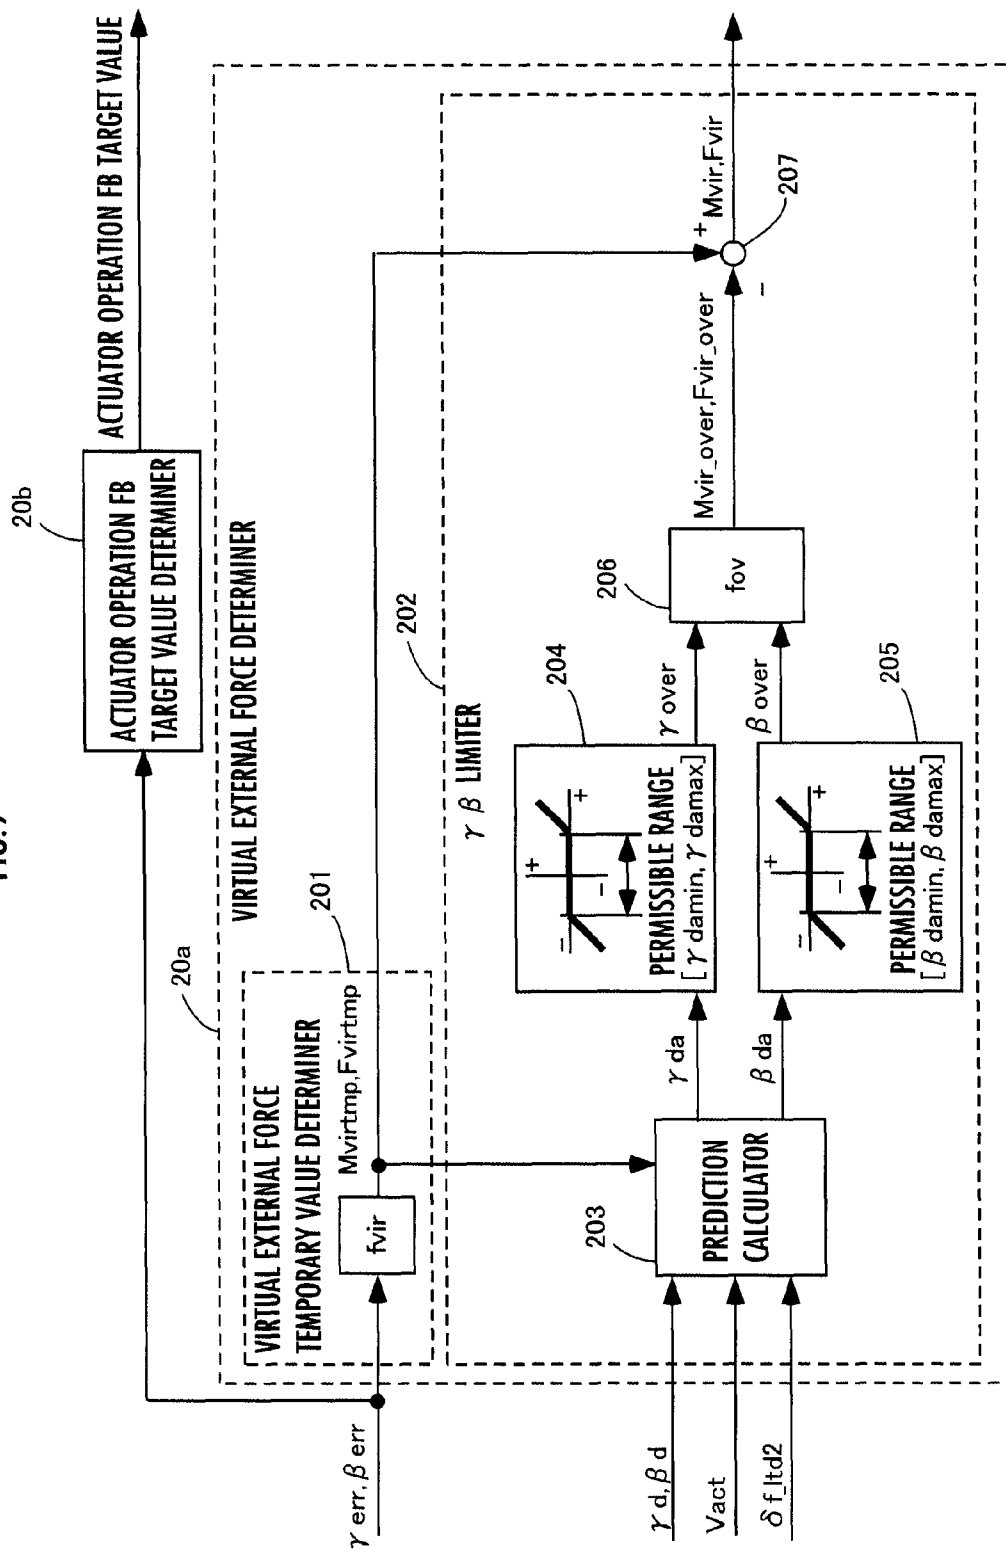 20b
ACTUATOR OPERATION FB
TARGET VALUE DETERMINER
ACTUATOR OPERATION FB TARGET VALUE
20a
VIRTUAL EXTERNAL FORCE DETERMINER
VIRTUAL EXTERNAL FORCE
TEMPORARY VALUE DETERMINER
201
fvir
Mvirtmp,Fvirtmp
γ err,β err
202
γ β LIMITER
γ d,β d
Vact
δ f_ltd2
203
PREDICTION
CALCULATOR
γ da
β da
204
+
+
−
−
PERMISSIBLE RANGE
[γ damin, γ damax]
205
+
+
−
−
PERMISSIBLE RANGE
[β damin, β damax]
γ over
β over
206
fov
Mvir_over,Fvir_over
+
−
207
Mvir,Fvir